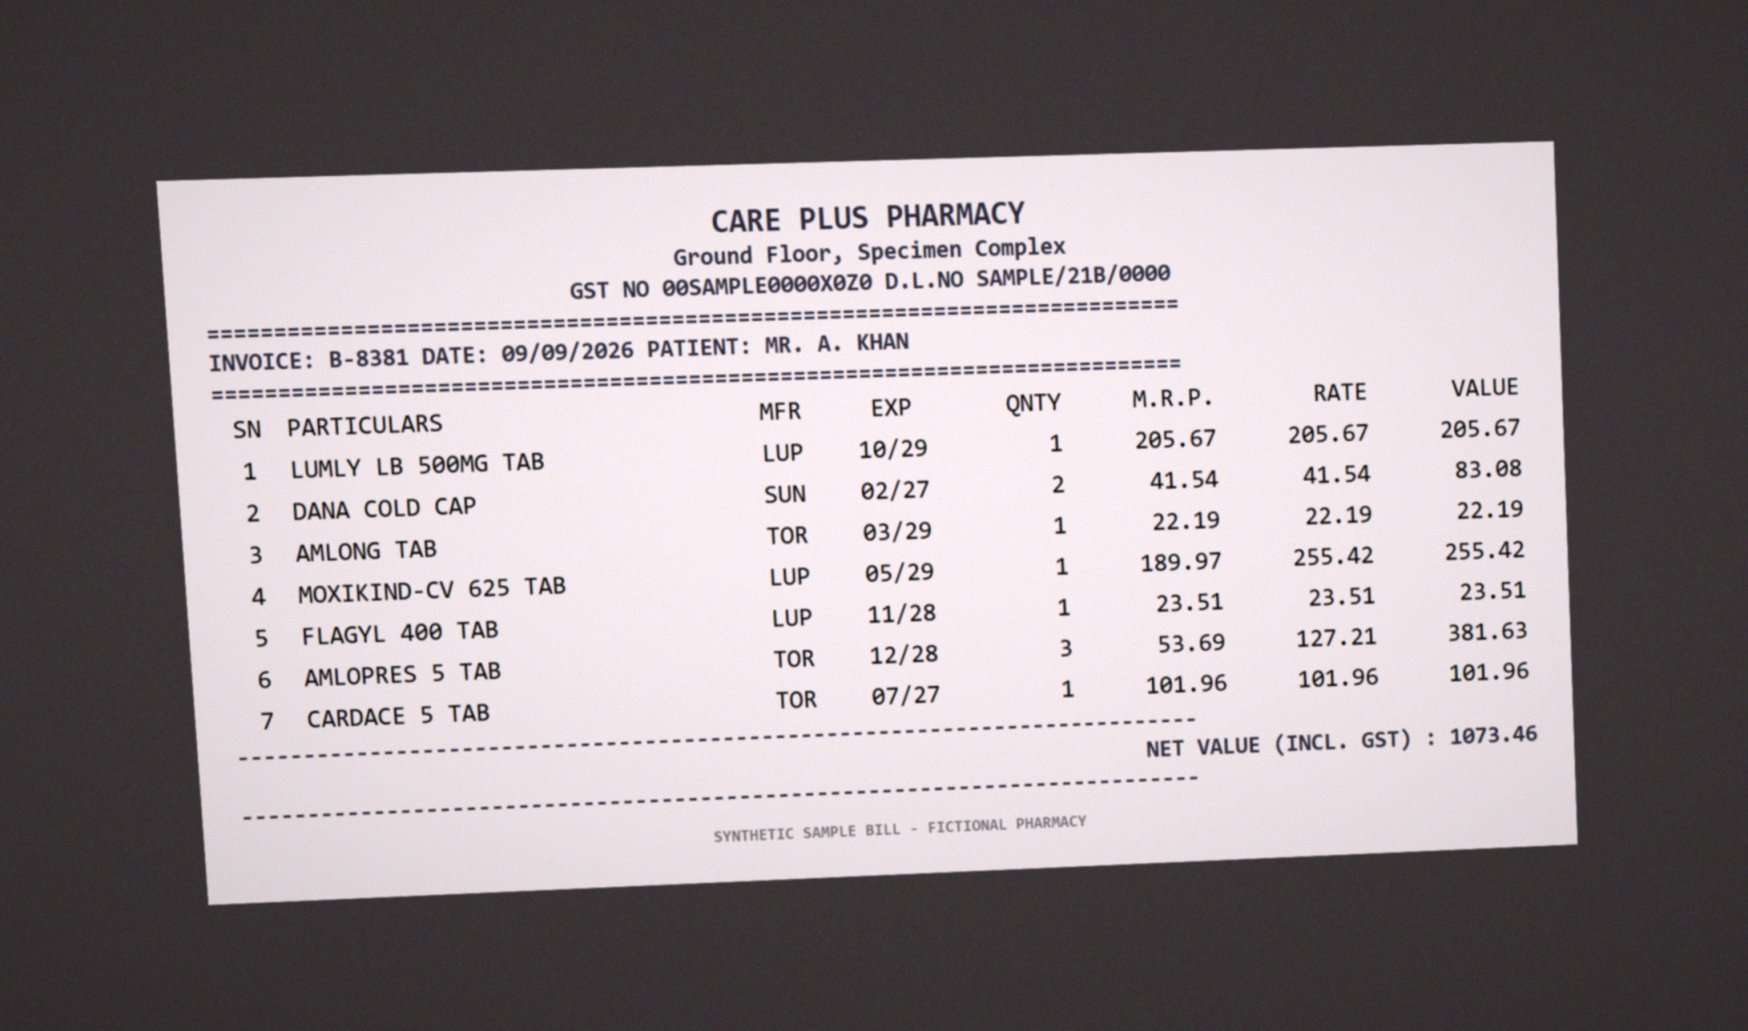 CARE PLUS PHARMACY
Ground Floor, Specimen Complex
GST NO 00SAMPLE0000X0Z0 D.L.NO SAMPLE/21B/0000
=========================================================================
INVOICE: B-8381 DATE: 09/09/2026 PATIENT: MR. A. KHAN
=========================================================================
SN PARTICULARS MFR EXP QNTY M.R.P. RATE VALUE
1 LUMLY LB 500MG TAB LUP 10/29 1 205.67 205.67 205.67
2 DANA COLD CAP SUN 02/27 2 41.54 41.54 83.08
3 AMLONG TAB TOR 03/29 1 22.19 22.19 22.19
4 MOXIKIND-CV 625 TAB LUP 05/29 1 189.97 255.42 255.42
5 FLAGYL 400 TAB LUP 11/28 1 23.51 23.51 23.51
6 AMLOPRES 5 TAB TOR 12/28 3 53.69 127.21 381.63
7 CARDACE 5 TAB TOR 07/27 1 101.96 101.96 101.96
-------------------------------------------------------------------------
NET VALUE (INCL. GST) : 1073.46
-------------------------------------------------------------------------
SYNTHETIC SAMPLE BILL - FICTIONAL PHARMACY